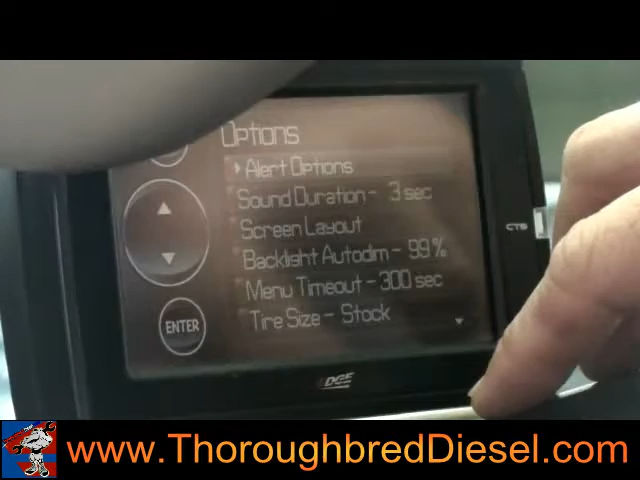 Options
Alert Options
Sound Duration - 3 sec
Screen Layout
Backlight Autodim - 99%
Menu Timeout - 300 sec
Tire Size - Stock
ENTER
CTS
EDGE
www.ThoroughbredDiesel.com